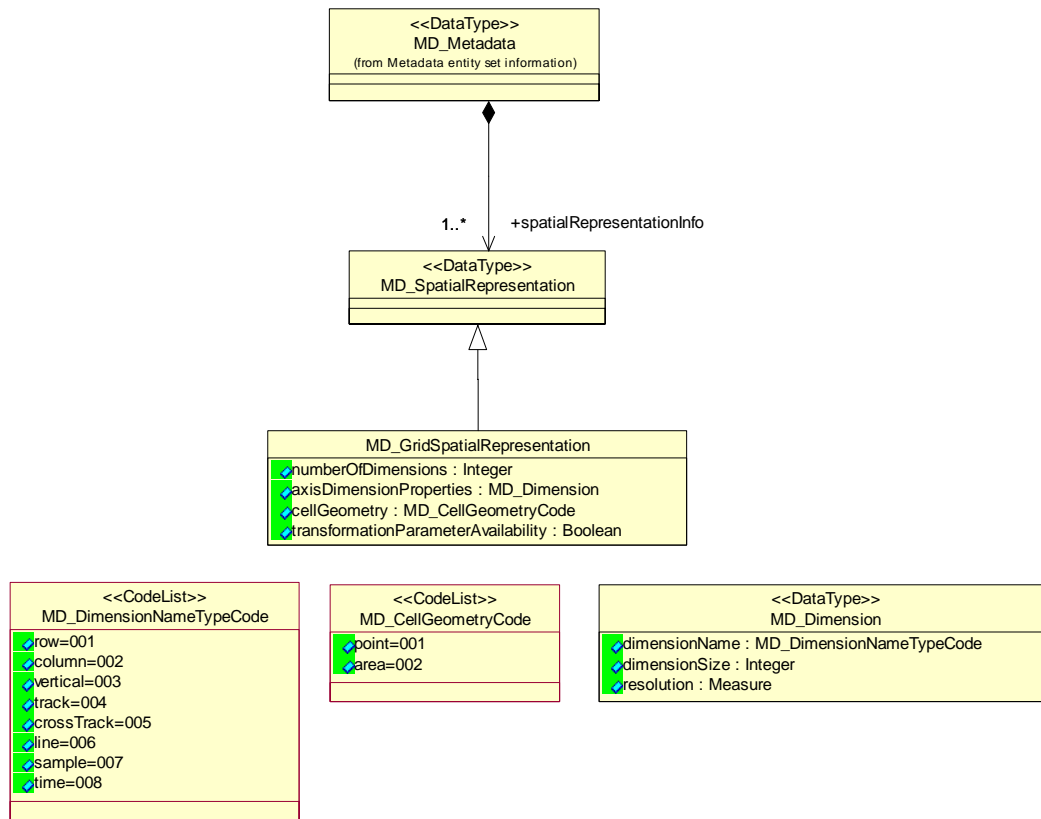 <<DataType>>
MD_Metadata
(from Metadata entity set information)
1..*
+spatialRepresentationInfo
<<DataType>>
MD_SpatialRepresentation
MD_GridSpatialRepresentation
numberOfDimensions : Integer
axisDimensionProperties : MD_Dimension
cellGeometry : MD_CellGeometryCode
transformationParameterAvailability : Boolean
<<CodeList>>
MD_DimensionNameTypeCode
row=001
column=002
vertical=003
track=004
crossTrack=005
line=006
sample=007
time=008
<<CodeList>>
MD_CellGeometryCode
point=001
area=002
<<DataType>>
MD_Dimension
dimensionName : MD_DimensionNameTypeCode
dimensionSize : Integer
resolution : Measure